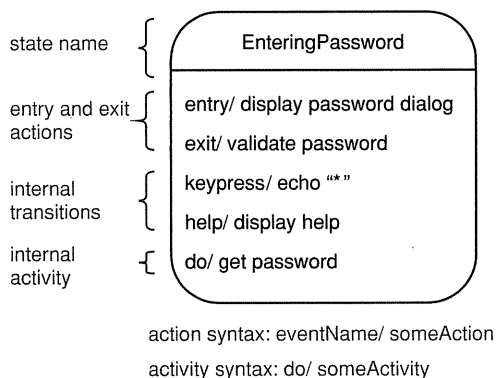 state name
EnteringPassword
entry and exit
actions
entry/ display password dialog
exit/ validate password
internal
transitions
keypress/ echo “*”
help/ display help
internal
activity
do/ get password
action syntax: eventName/ someAction
activity syntax: do/ someActivity